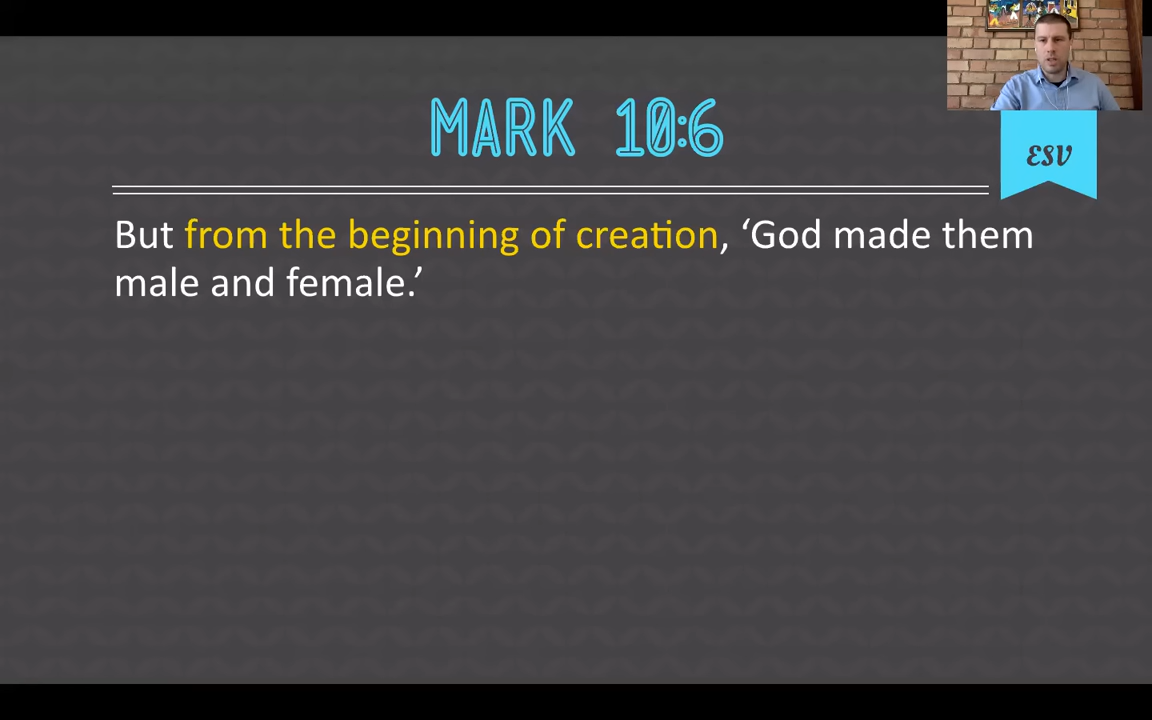 MARK 10:6
ESV
But from the beginning of creation, ‘God made them
male and female.’